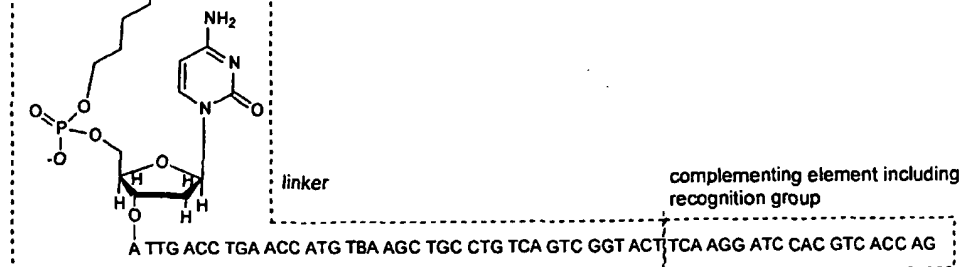 NH2
N
O
O
N
O
P
O
-O
O
H
H
H
H
H
O
linker
complementing element including
recognition group
A TTG ACC TGA ACC ATG TBA AGC TGC CTG TCA GTC GGT ACT TCA AGG ATC CAC GTC ACC AG